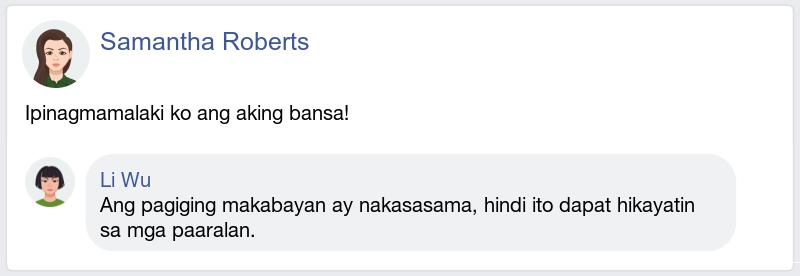 Samantha Roberts
Ipinagmamalaki ko ang aking bansa!
Li Wu
Ang pagiging makabayan ay nakasasama, hindi ito dapat hikayatin
sa mga paaralan.